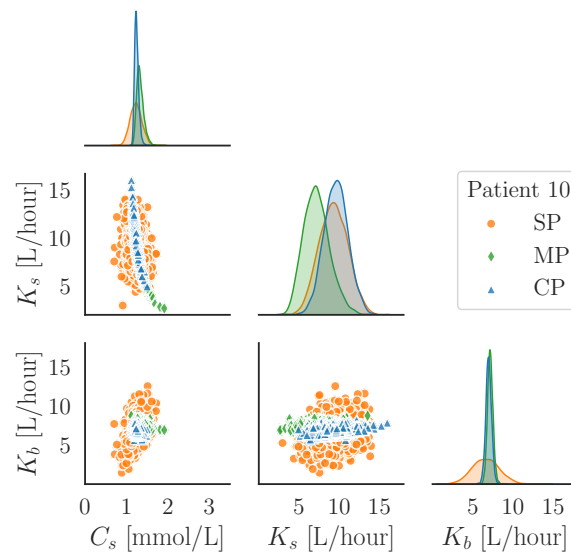 Patient 10
SP
MP
CP
K_s [L/hour]
15
10
5
K_b [L/hour]
15
10
5
0 1 2 3
5 10 15
5 10 15
C_s [mmol/L]
K_s [L/hour]
K_b [L/hour]